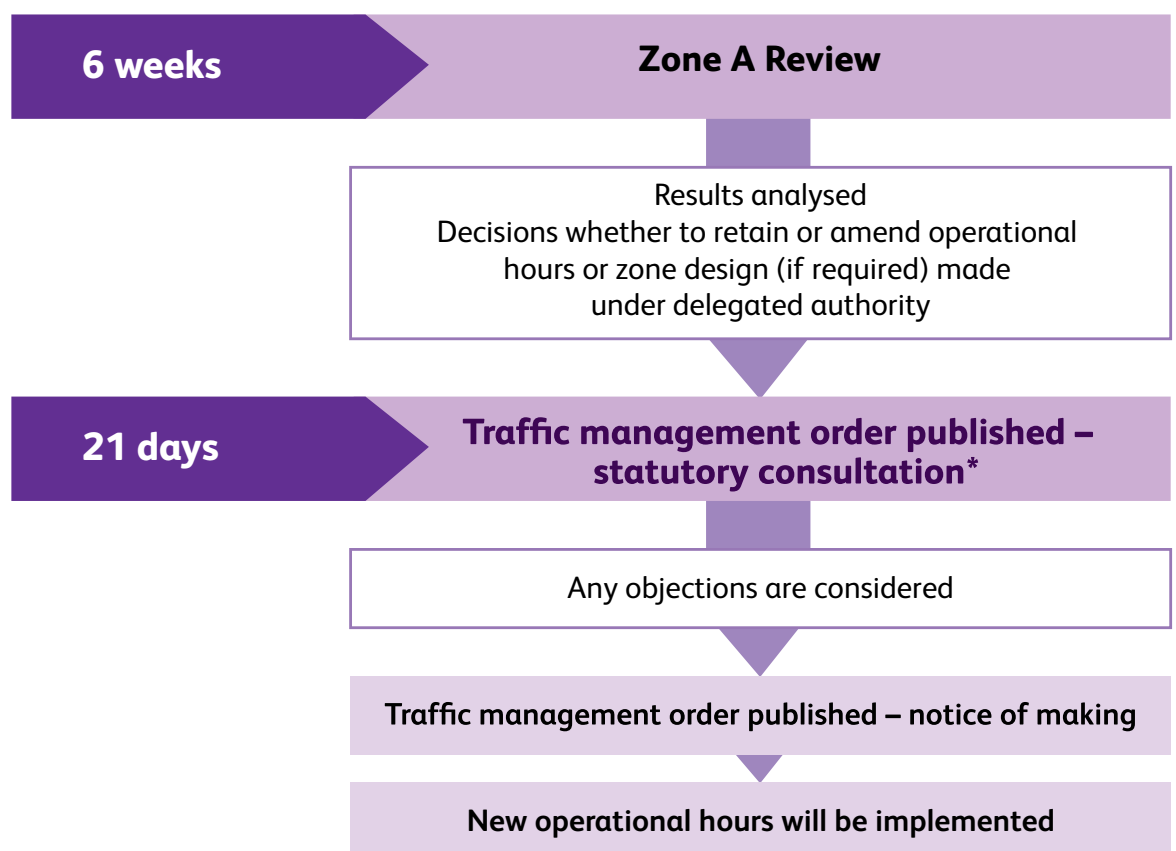 6 weeks
Zone A Review
Results analysed
Decisions whether to retain or amend operational
hours or zone design (if required) made
under delegated authority
21 days
Traffic management order published –
statutory consultation*
Any objections are considered
Traffic management order published – notice of making
New operational hours will be implemented